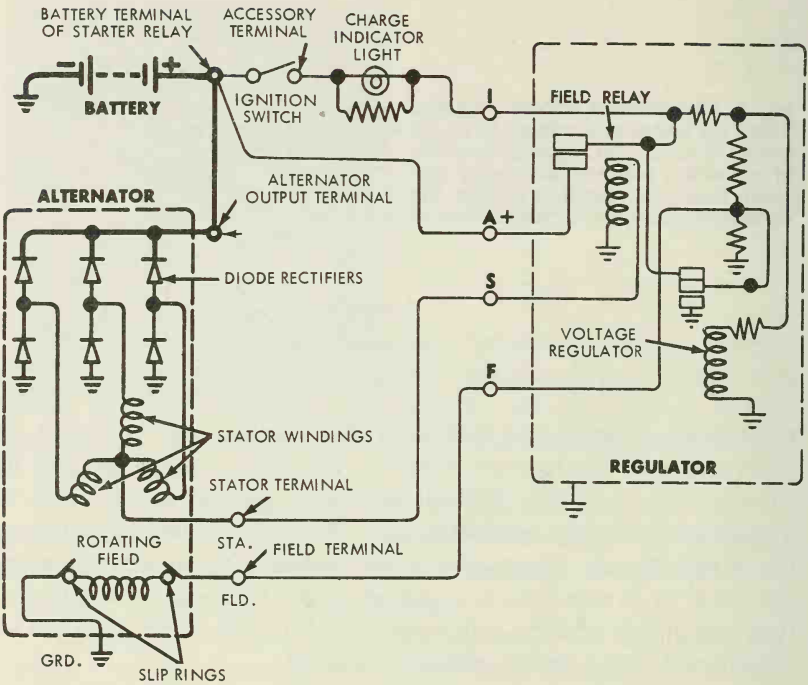 BATTERY TERMINAL
OF STARTER RELAY
ACCESSORY
TERMINAL
CHARGE
INDICATOR
LIGHT
−
+
BATTERY
IGNITION
SWITCH
I
FIELD RELAY
ALTERNATOR
ALTERNATOR
OUTPUT TERMINAL
A+
DIODE RECTIFIERS
S
VOLTAGE
REGULATOR
F
STATOR WINDINGS
REGULATOR
STATOR TERMINAL
STA.
ROTATING
FIELD
FIELD TERMINAL
FLD.
GRD.
SLIP RINGS